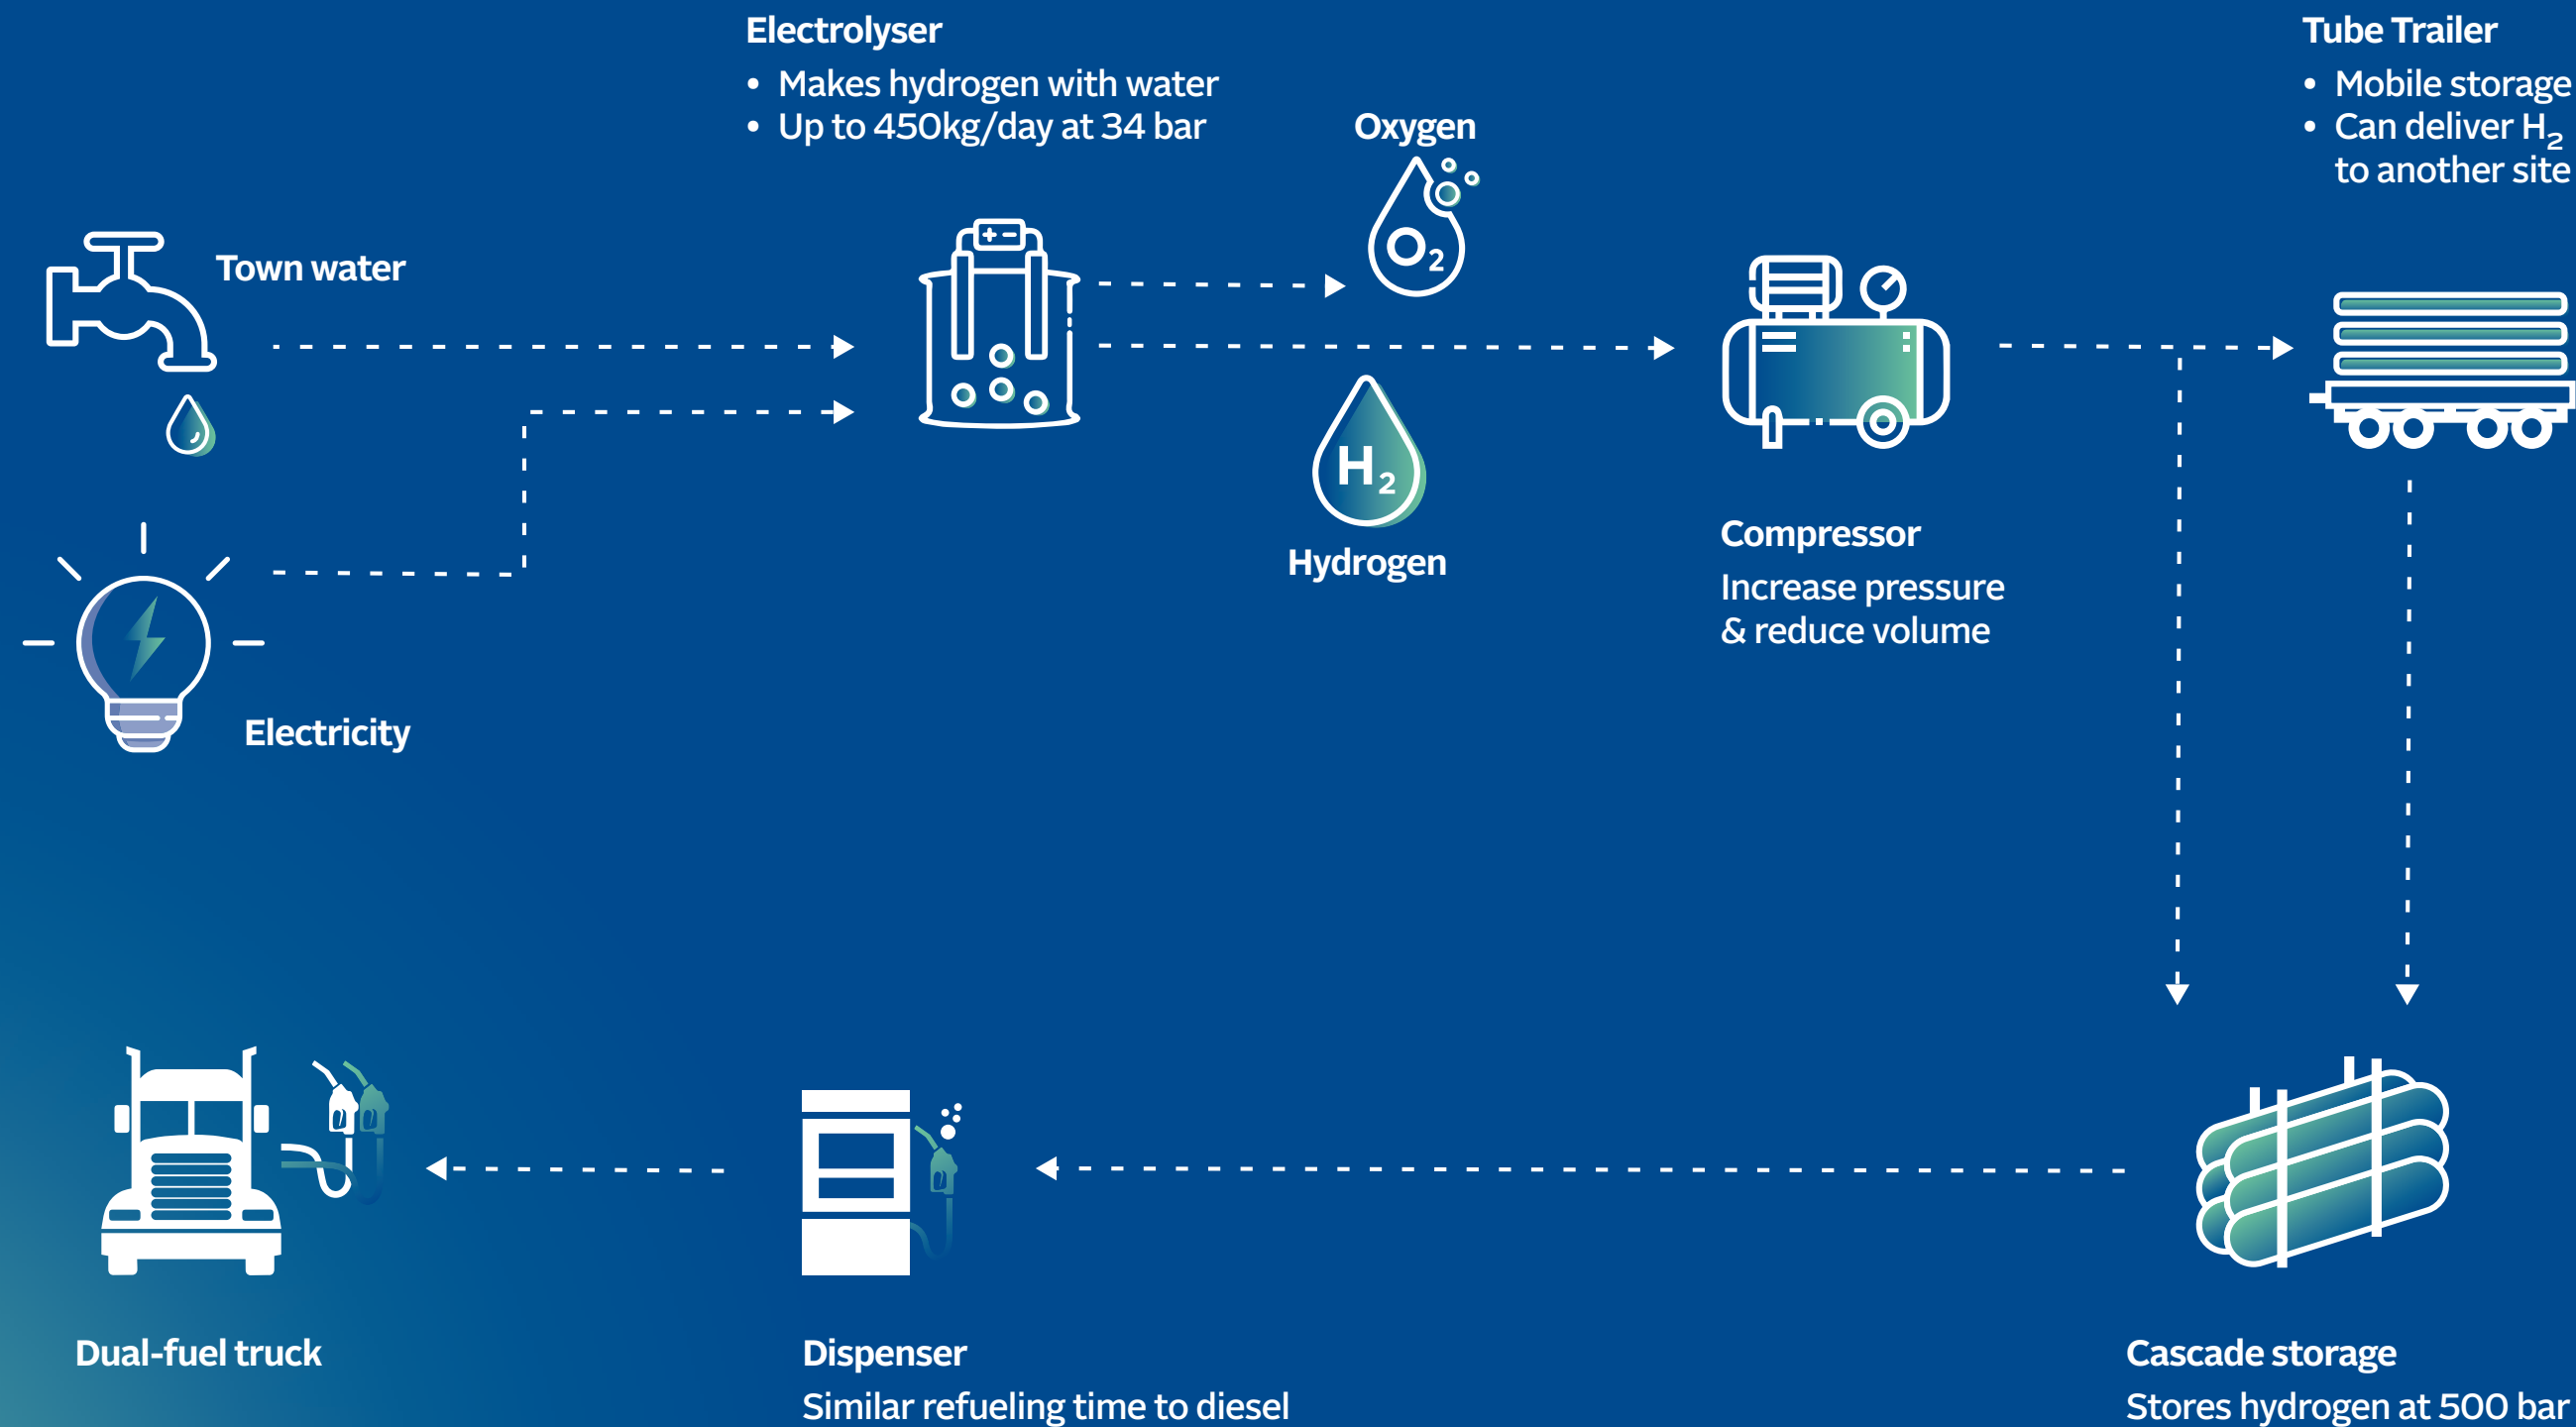 Electrolyser
• Makes hydrogen with water
• Up to 450kg/day at 34 bar
Oxygen
O₂
Tube Trailer
• Mobile storage
• Can deliver H₂
to another site
Town water
+ -
H₂
Hydrogen
Compressor
Increase pressure
& reduce volume
Electricity
Dual-fuel truck
Dispenser
Similar refueling time to diesel
Cascade storage
Stores hydrogen at 500 bar